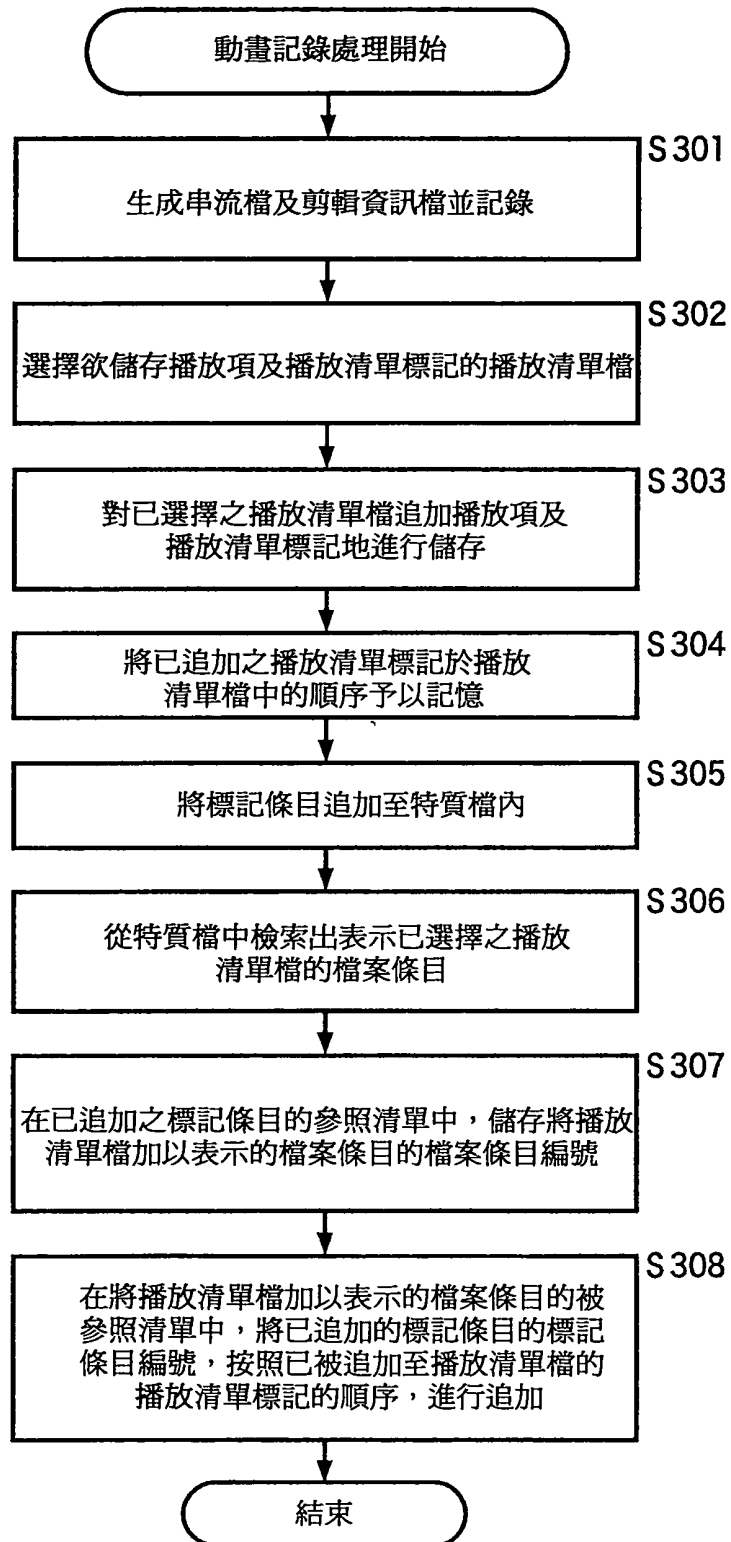 動畫記錄處理開始
S301
生成串流檔及剪輯資訊檔並記錄
S302
選擇欲儲存播放項及播放清單標記的播放清單檔
S303
對已選擇之播放清單檔追加播放項及
播放清單標記地進行儲存
S304
將已追加之播放清單標記於播放
清單檔中的順序予以記憶
S305
將標記條目追加至特質檔內
S306
從特質檔中檢索出表示已選擇之播放
清單檔的檔案條目
S307
在已追加之標記條目的參照清單中，儲存將播放
清單檔加以表示的檔案條目的檔案條目編號
S308
在將播放清單檔加以表示的檔案條目的被
參照清單中，將已追加的標記條目的標記
條目編號，按照已被追加至播放清單檔的
播放清單標記的順序，進行追加
結束